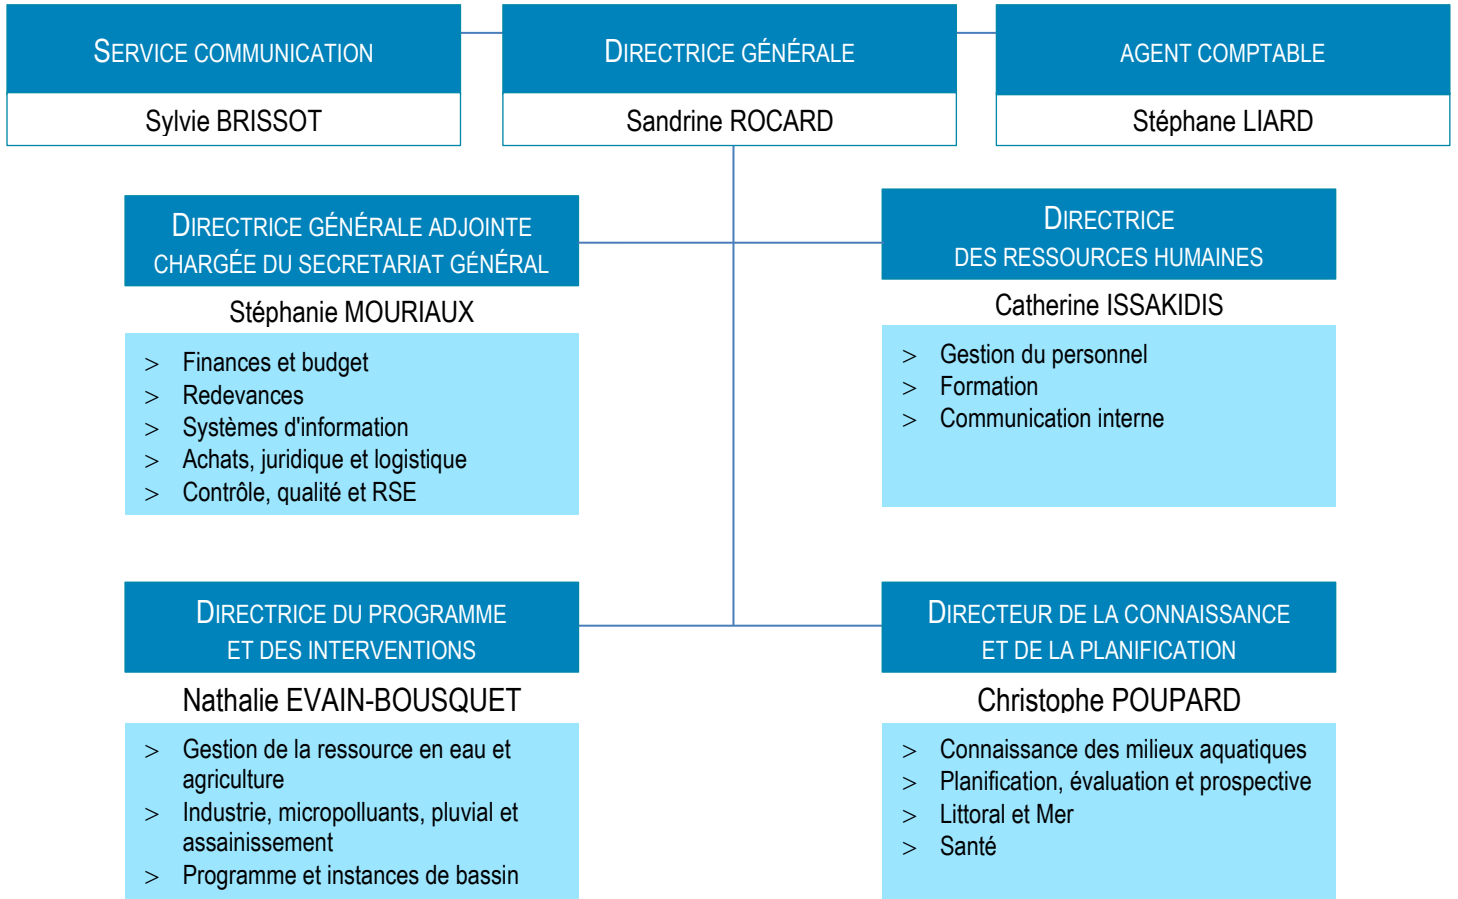 SERVICE COMMUNICATION
Sylvie BRISSOT
DIRECTRICE GÉNÉRALE
Sandrine ROCARD
AGENT COMPTABLE
Stéphane LIARD
DIRECTRICE GÉNÉRALE ADJOINTE
CHARGÉE DU SECRETARIAT GÉNÉRAL
Stéphanie MOURIAUX
> Finances et budget
> Redevances
> Systèmes d'information
> Achats, juridique et logistique
> Contrôle, qualité et RSE
DIRECTRICE
DES RESSOURCES HUMAINES
Catherine ISSAKIDIS
> Gestion du personnel
> Formation
> Communication interne
DIRECTRICE DU PROGRAMME
ET DES INTERVENTIONS
Nathalie EVAIN-BOUSQUET
> Gestion de la ressource en eau et
agriculture
> Industrie, micropolluants, pluvial et
assainissement
> Programme et instances de bassin
DIRECTEUR DE LA CONNAISSANCE
ET DE LA PLANIFICATION
Christophe POUPARD
> Connaissance des milieux aquatiques
> Planification, évaluation et prospective
> Littoral et Mer
> Santé